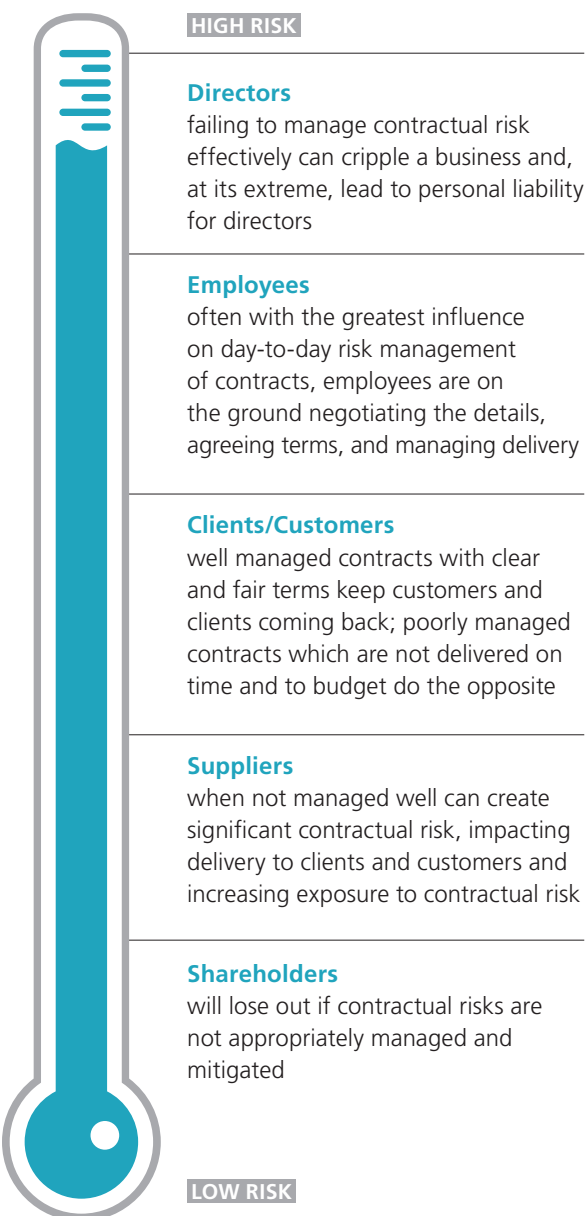 HIGH RISK
Directors
failing to manage contractual risk
effectively can cripple a business and,
at its extreme, lead to personal liability
for directors
Employees
often with the greatest influence
on day-to-day risk management
of contracts, employees are on
the ground negotiating the details,
agreeing terms, and managing delivery
Clients/Customers
well managed contracts with clear
and fair terms keep customers and
clients coming back; poorly managed
contracts which are not delivered on
time and to budget do the opposite
Suppliers
when not managed well can create
significant contractual risk, impacting
delivery to clients and customers and
increasing exposure to contractual risk
Shareholders
will lose out if contractual risks are
not appropriately managed and
mitigated
LOW RISK